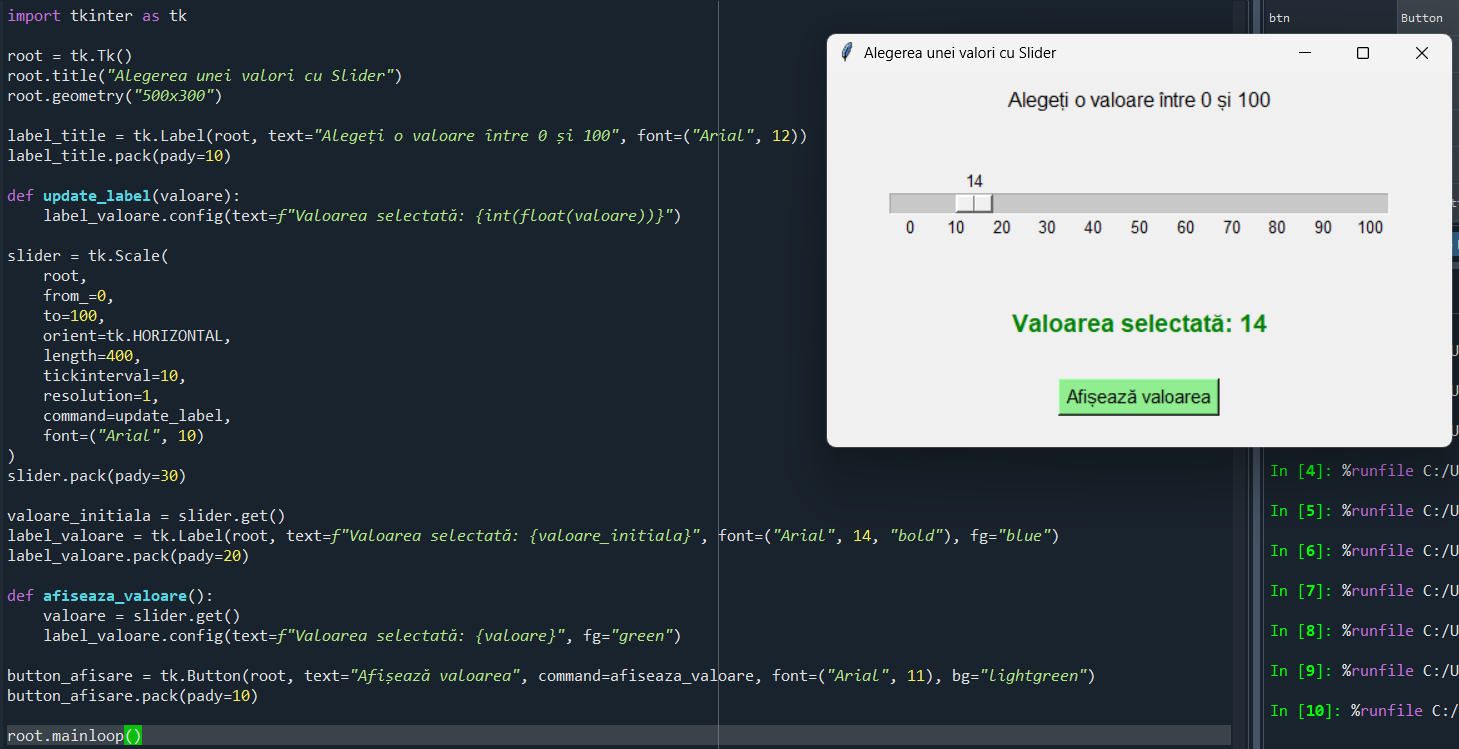 import tkinter as tk
root = tk.Tk()
root.title("Alegerea unei valori cu Slider")
root.geometry("500x300")
label_title = tk.Label(root, text="Alegeți o valoare între 0 și 100", font=("Arial", 12))
label_title.pack(pady=10)
def update_label(valoare):
    label_valoare.config(text=f"Valoarea selectată: {int(float(valoare))}")
slider = tk.Scale(
    root,
    from_=0,
    to=100,
    orient=tk.HORIZONTAL,
    length=400,
    tickinterval=10,
    resolution=1,
    command=update_label,
    font=("Arial", 10)
)
slider.pack(pady=30)
valoare_initiala = slider.get()
label_valoare = tk.Label(root, text=f"Valoarea selectată: {valoare_initiala}", font=("Arial", 14, "bold"), fg="blue")
label_valoare.pack(pady=20)
def afiseaza_valoare():
    valoare = slider.get()
    label_valoare.config(text=f"Valoarea selectată: {valoare}", fg="green")
button_afisare = tk.Button(root, text="Afișează valoarea", command=afiseaza_valoare, font=("Arial", 11), bg="lightgreen")
button_afisare.pack(pady=10)
root.mainloop()
btn Button
Alegerea unei valori cu Slider
Alegeți o valoare între 0 și 100
14
0 10 20 30 40 50 60 70 80 90 100
Valoarea selectată: 14
Afișează valoarea
In [4]: %runfile C:/U
In [5]: %runfile C:/U
In [6]: %runfile C:/U
In [7]: %runfile C:/U
In [8]: %runfile C:/U
In [9]: %runfile C:/U
In [10]: %runfile C:/